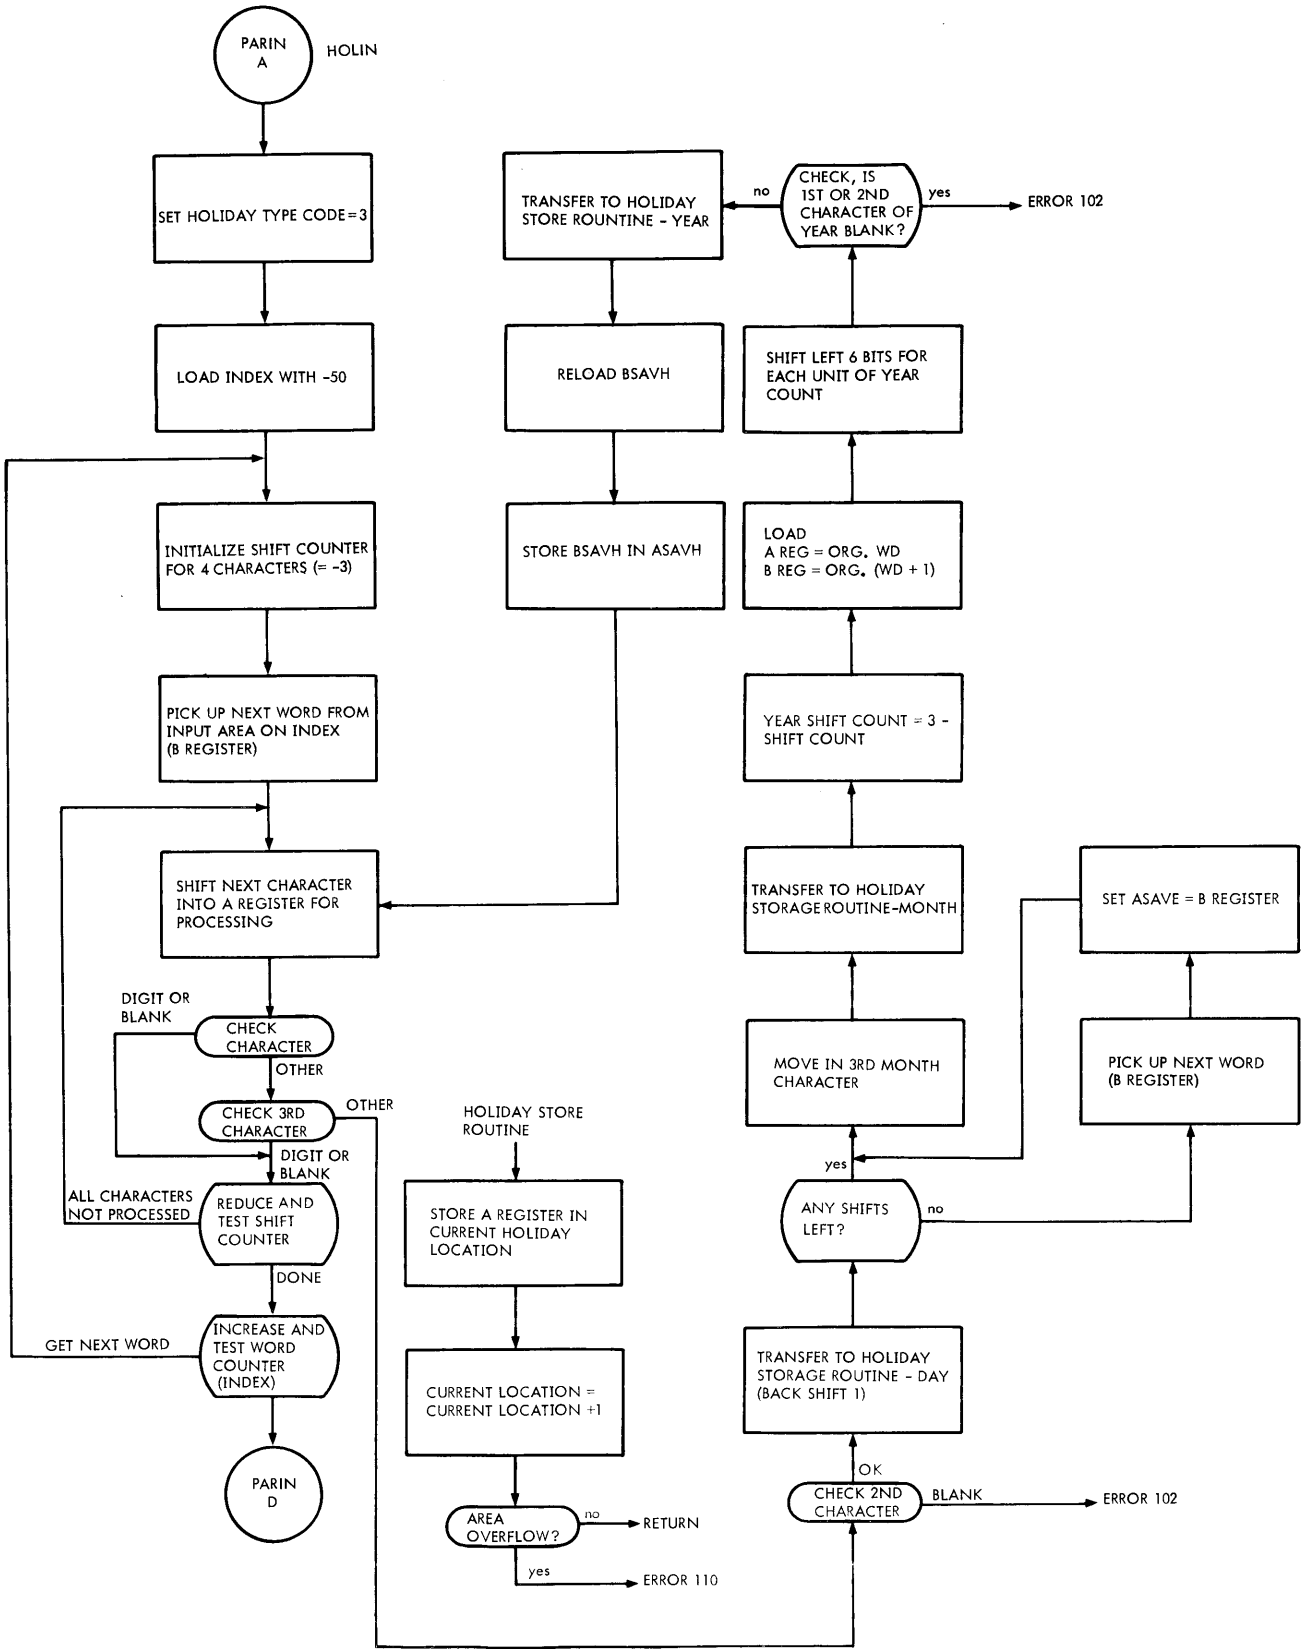 PARIN
A
HOLIN
SET HOLIDAY TYPE CODE=3
LOAD INDEX WITH -50
INITIALIZE SHIFT COUNTER
FOR 4 CHARACTERS (= -3)
PICK UP NEXT WORD FROM
INPUT AREA ON INDEX
(B REGISTER)
SHIFT NEXT CHARACTER
INTO A REGISTER FOR
PROCESSING
DIGIT OR
BLANK
CHECK
CHARACTER
OTHER
CHECK 3RD
CHARACTER
OTHER
DIGIT OR
BLANK
ALL CHARACTERS
NOT PROCESSED
REDUCE AND
TEST SHIFT
COUNTER
DONE
GET NEXT WORD
INCREASE AND
TEST WORD
COUNTER
(INDEX)
PARIN
D
TRANSFER TO HOLIDAY
STORE ROUNTINE - YEAR
RELOAD BSAVH
STORE BSAVH IN ASAVH
HOLIDAY STORE
ROUTINE
STORE A REGISTER IN
CURRENT HOLIDAY
LOCATION
CURRENT LOCATION =
CURRENT LOCATION +1
AREA
OVERFLOW?
no
RETURN
yes
ERROR 110
no
CHECK, IS
1ST OR 2ND
CHARACTER OF
YEAR BLANK?
yes
ERROR 102
SHIFT LEFT 6 BITS FOR
EACH UNIT OF YEAR
COUNT
LOAD
A REG = ORG. WD
B REG = ORG. (WD + 1)
YEAR SHIFT COUNT = 3 -
SHIFT COUNT
TRANSFER TO HOLIDAY
STORAGE ROUTINE-MONTH
MOVE IN 3RD MONTH
CHARACTER
yes
ANY SHIFTS
LEFT?
no
TRANSFER TO HOLIDAY
STORAGE ROUTINE - DAY
(BACK SHIFT 1)
OK
CHECK 2ND
CHARACTER
BLANK
ERROR 102
SET ASAVE = B REGISTER
PICK UP NEXT WORD
(B REGISTER)